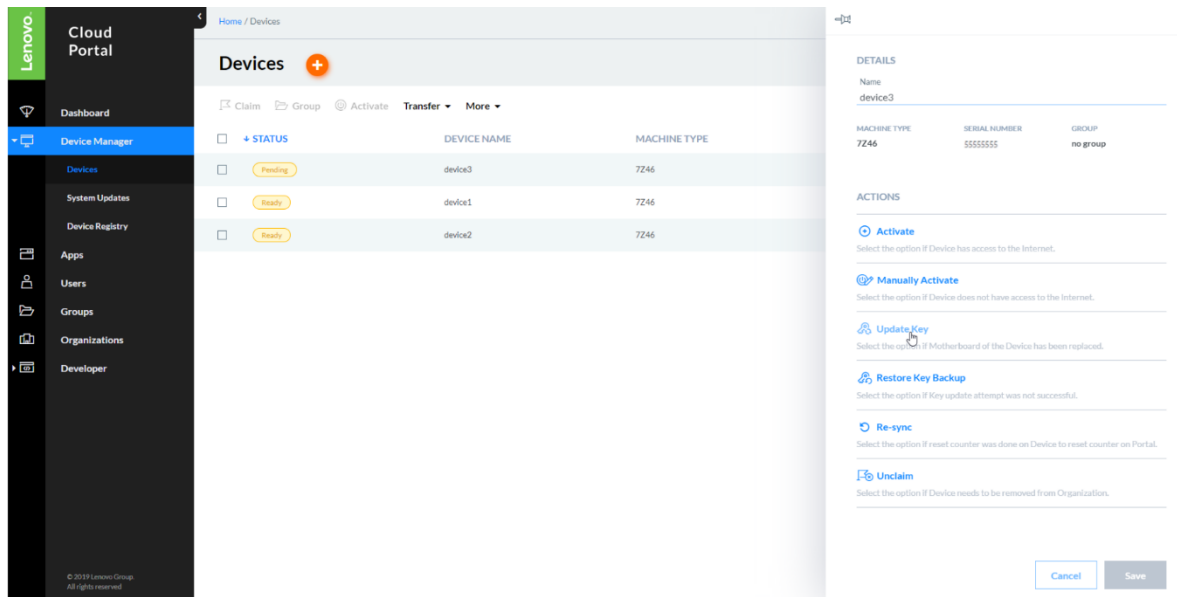 Lenovo
Cloud
Portal
Dashboard
Device Manager
Devices
System Updates
Device Registry
Apps
Users
Groups
Organizations
Developer
© 2019 Lenovo Group.
All rights reserved
Home / Devices
Devices
Claim Group Activate Transfer More
STATUS DEVICE NAME MACHINE TYPE
Pending device3 7Z46
Ready device1 7Z46
Ready device2 7Z46
DETAILS
Name
device3
MACHINE TYPE SERIAL NUMBER GROUP
7Z46 SSSSSSSS no group
ACTIONS
Activate
Select the option if Device has access to the Internet.
Manually Activate
Select the option if Device does not have access to the Internet.
Update Key
Select the option if Motherboard of the Device has been replaced.
Restore Key Backup
Select the option if Key update attempt was not successful.
Re-sync
Select the option if reset counter was done on Device to reset counter on Portal.
Unclaim
Select the option if Device needs to be removed from Organization.
Cancel Save